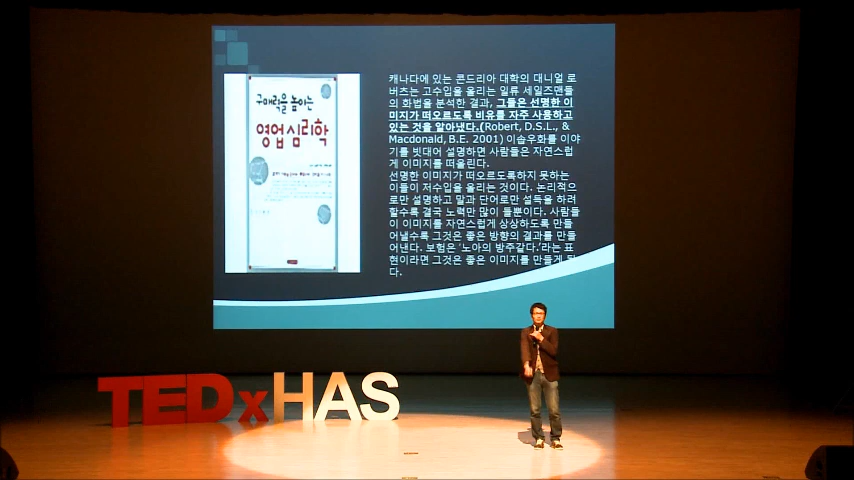 구매력을 높이는
영업 심리학
캐나다에 있는 콘드리아 대학의 대니얼 로
버츠는 고수입을 올리는 일류 세일즈맨들
의 화법을 분석한 결과, 그들은 선명한 이
미지가 떠오르도록 비유를 자주 사용하고
있는 것을 알아냈다.(Robert, D.S.L., &
Macdonald, B.E. 2001) 이솝우화를 이야
기를 빗대어 설명하면 사람들은 자연스럽
게 이미지를 떠올린다.
선명한 이미지가 떠오르도록하지 못하는
이들이 저수입을 올리는 것이다. 논리적으
로만 설명하고 말과 단어로만 설득을 하려
할수록 결국 노력만 많이 들뿐이다. 사람들
이 이미지를 자연스럽게 상상하도록 만들
어낼수록 그것은 좋은 방향의 결과를 만들
어낸다. 보험은 '노아의 방주같다.'라는 표
현이라면 그것은 좋은 이미지를 만들게 된
다.
TEDxHAS